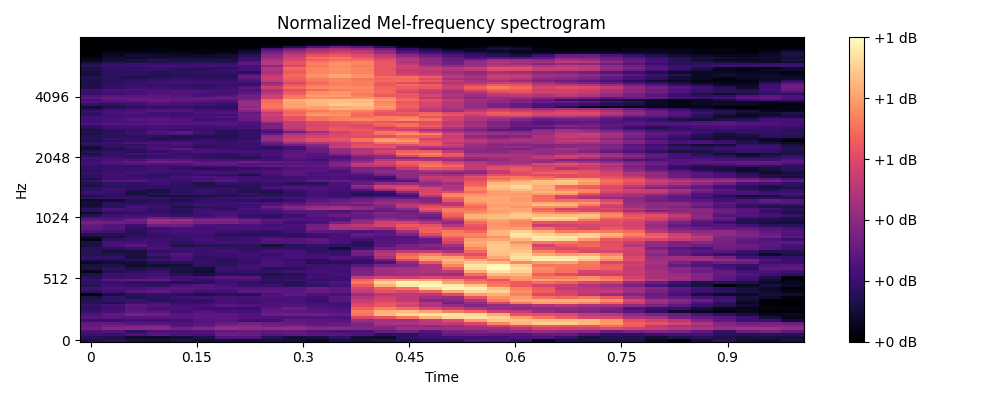 Normalized Mel-frequency spectrogram
Hz
4096
2048
1024
512
0
0 0.15 0.3 0.45 0.6 0.75 0.9
Time
+1 dB
+1 dB
+1 dB
+0 dB
+0 dB
+0 dB